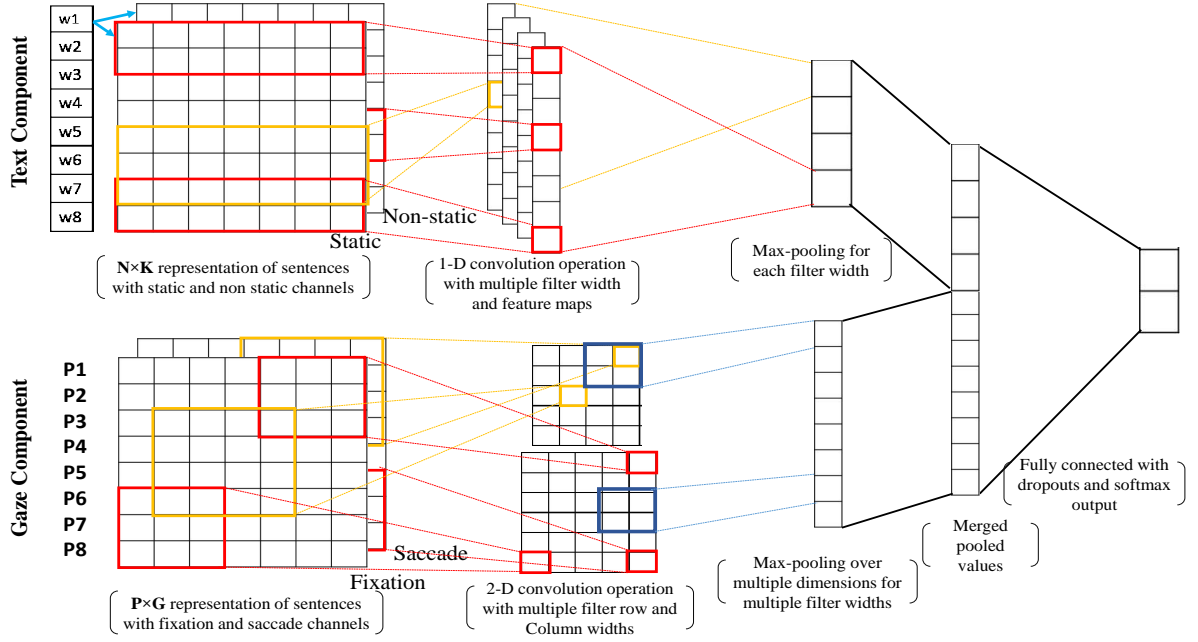 Text Component
w1
w2
w3
w4
w5
w6
w7
w8
Non-static
Static
N×K representation of sentences
with static and non static channels
1-D convolution operation
with multiple filter width
and feature maps
Max-pooling for
each filter width
Gaze Component
P1
P2
P3
P4
P5
P6
P7
P8
Saccade
Fixation
P×G representation of sentences
with fixation and saccade channels
2-D convolution operation
with multiple filter row and
Column widths
Max-pooling over
multiple dimensions for
multiple filter widths
Merged
pooled
values
Fully connected with
dropouts and softmax
output